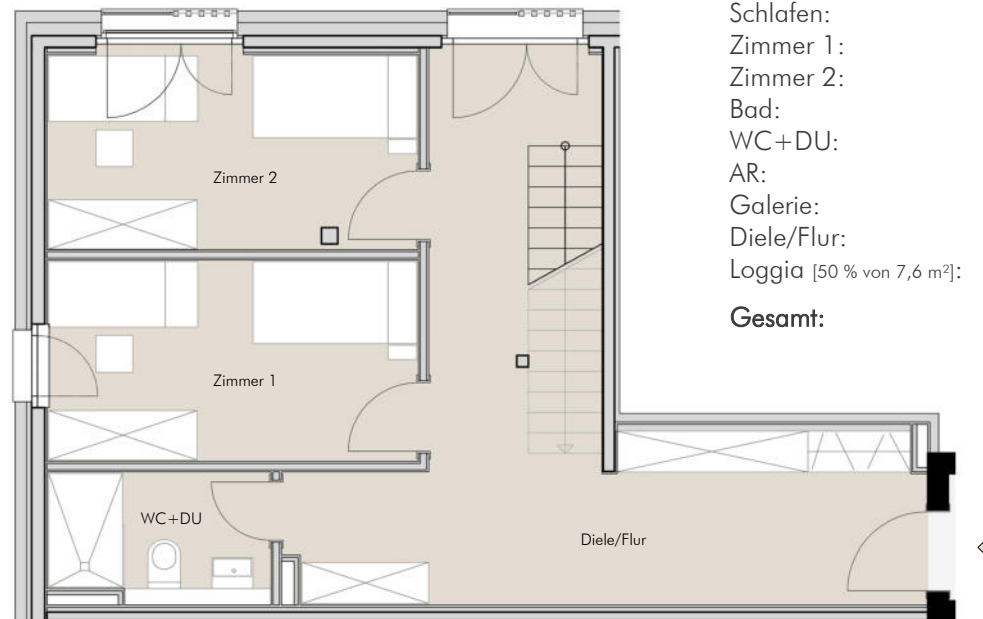 Schlafen:
Zimmer 1:
Zimmer 2:
Bad:
WC+DU:
AR:
Galerie:
Diele/Flur:
Loggia [50 % von 7,6 m²]:
Gesamt:
Zimmer 2
Zimmer 1
WC+DU
Diele/Flur